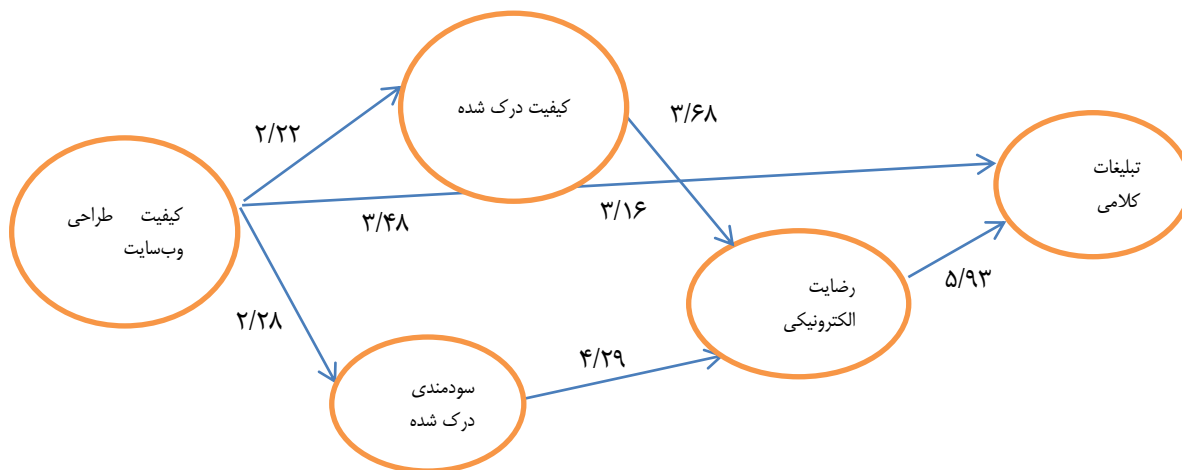 کیفیت درک شده
۳/۶۸
۲/۲۲
تبلیغات
کلامی
کیفیت طراحی
وب‌سایت
۳/۴۸
۳/۱۶
رضایت
الکترونیکی
۵/۹۳
۲/۲۸
۴/۲۹
سودمندی
درک شده